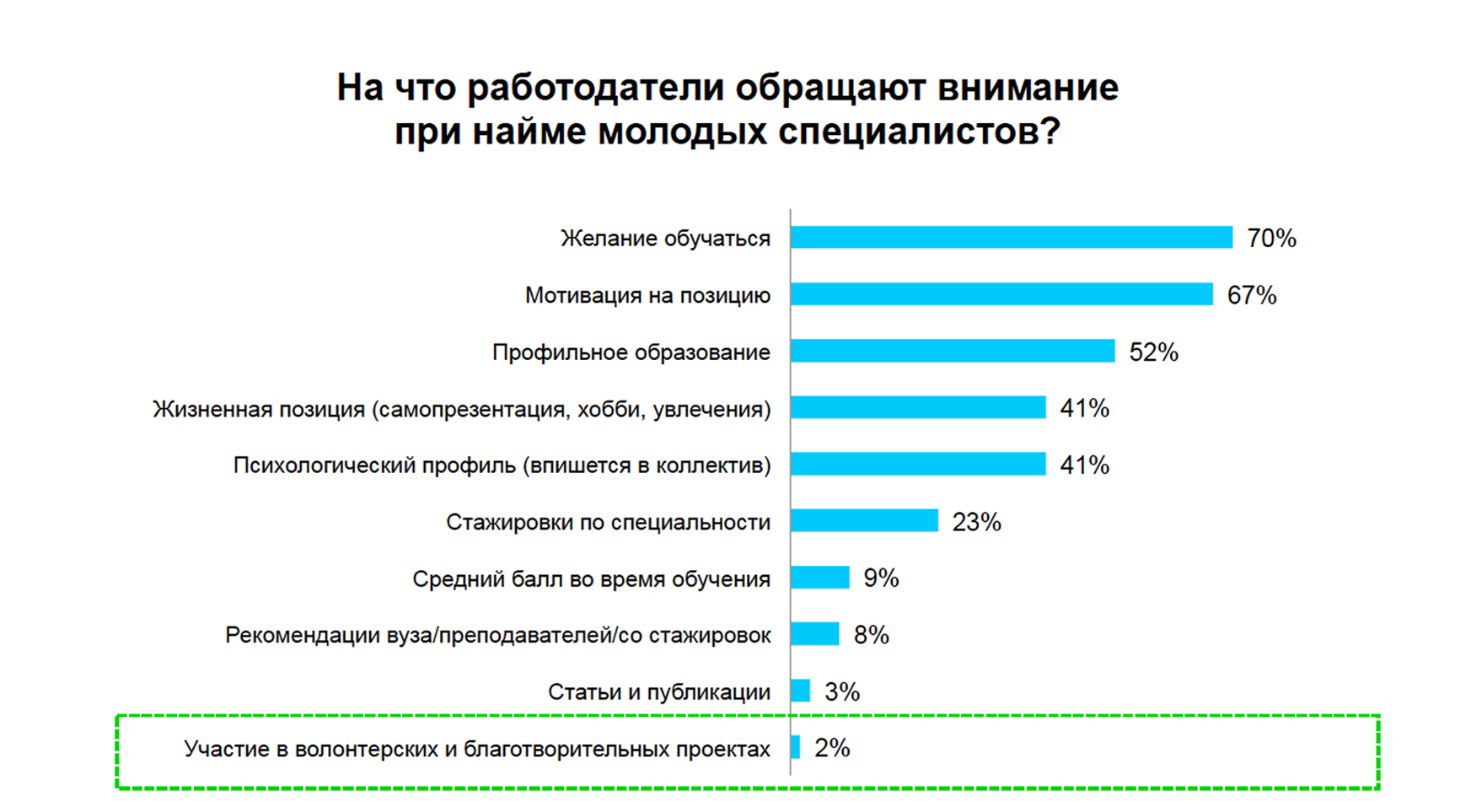 На что работодатели обращают внимание
при найме молодых специалистов?
Желание обучаться 70%
Мотивация на позицию 67%
Профильное образование 52%
Жизненная позиция (самопрезентация, хобби, увлечения) 41%
Психологический профиль (впишется в коллектив) 41%
Стажировки по специальности 23%
Средний балл во время обучения 9%
Рекомендации вуза/преподавателей/со стажировок 8%
Статьи и публикации 3%
Участие в волонтерских и благотворительных проектах 2%